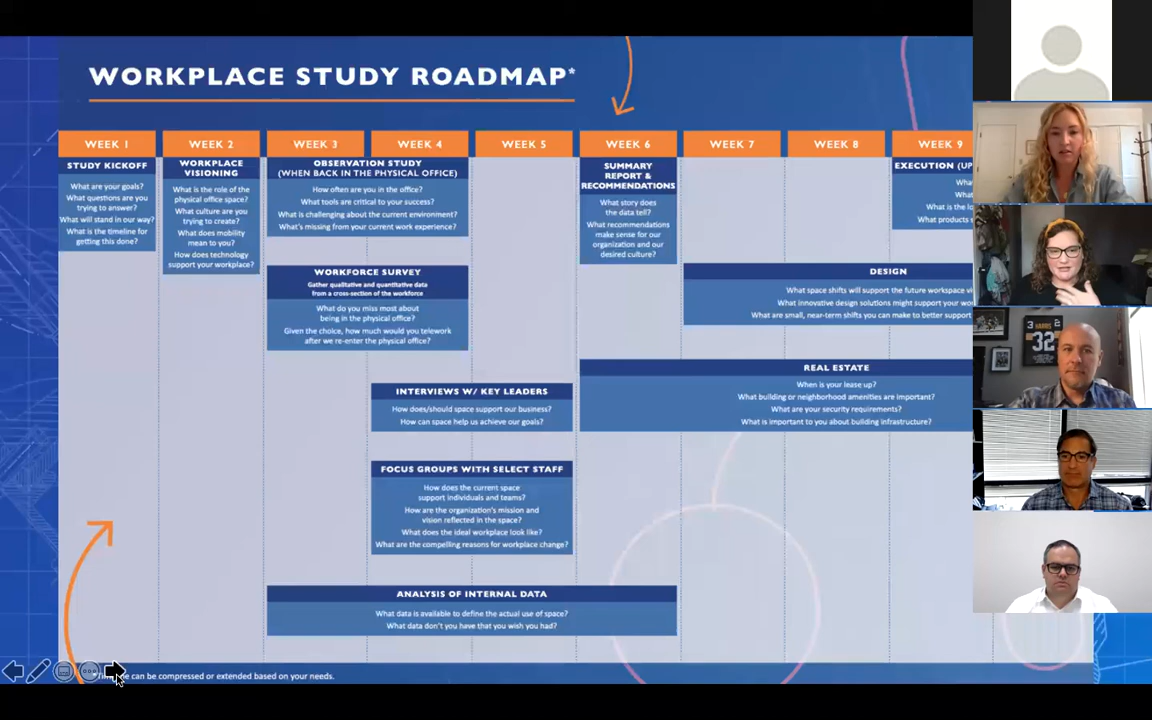 WORKPLACE STUDY ROADMAP*
WEEK 1
WEEK 2
WEEK 3
WEEK 4
WEEK 5
WEEK 6
WEEK 7
WEEK 8
WEEK 9
STUDY KICKOFF
What are your goals?
What questions are you
trying to answer?
What will stand in our way?
What is the timeline for
getting this done?
WORKPLACE
VISIONING
What is the role of the
physical office space?
What culture are you
trying to create?
What does mobility
mean to you?
How does technology
support your workplace?
OBSERVATION STUDY
(WHEN BACK IN THE PHYSICAL OFFICE)
How often are you in the office?
What tools are critical to your success?
What is challenging about the current environment?
What's missing from your current work experience?
WORKFORCE SURVEY
Gather qualitative and quantitative data
from a cross-section of the workforce
What do you miss most about
being in the physical office?
Given the choice, how much would you telework
after we re-enter the physical office?
INTERVIEWS W/ KEY LEADERS
How does/should space support our business?
How can space help us achieve our goals?
FOCUS GROUPS WITH SELECT STAFF
How does the current space
support individuals and teams?
How are the organization's mission and
vision reflected in the space?
What does the ideal workplace look like?
What are the compelling reasons for workplace change?
ANALYSIS OF INTERNAL DATA
What data is available to define the actual use of space?
What data don't you have that you wish you had?
SUMMARY
REPORT &
RECOMMENDATIONS
What story does
the data tell?
What recommendations
make sense for our
organization and our
desired culture?
DESIGN
What space shifts will support the future workspace
What innovative design solutions might support your
What are small, near-term shifts you can make to better support
REAL ESTATE
When is your lease up?
What building or neighborhood amenities are important?
What are your security requirements?
What is important to you about building infrastructure?
EXECUTION
What is the
What products
can be compressed or extended based on your needs.
HARRIS
32